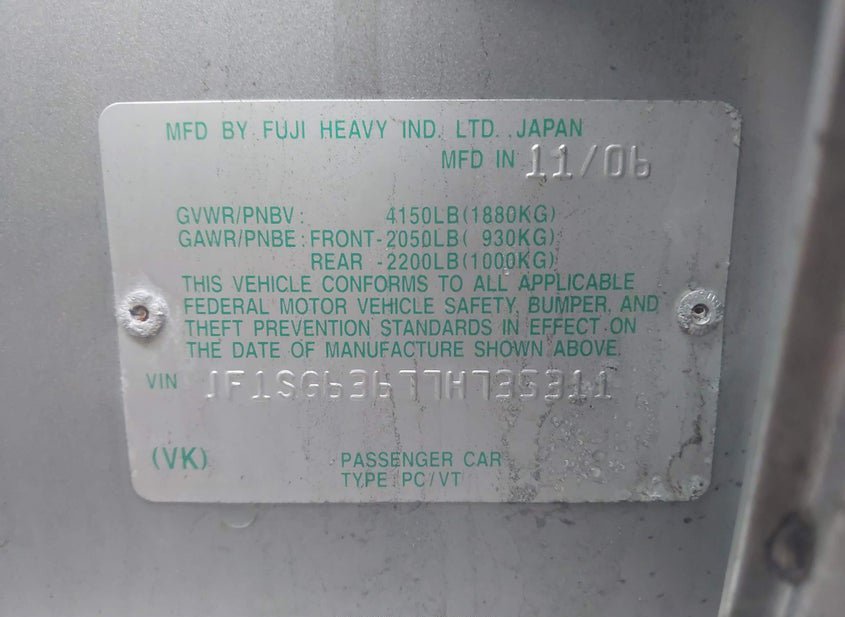 MFD BY FUJI HEAVY IND. LTD. JAPAN
MFD IN 11/06
GVWR/PNBV : 4150LB(1880KG)
GAWR/PNBE : FRONT-2050LB( 930KG)
REAR -2200LB(1000KG)
THIS VEHICLE CONFORMS TO ALL APPLICABLE
FEDERAL MOTOR VEHICLE SAFETY, BUMPER, AND
THEFT PREVENTION STANDARDS IN EFFECT ON
THE DATE OF MANUFACTURE SHOWN ABOVE.
VIN JF1SG63677H735311
(VK) PASSENGER CAR
TYPE PC/VT